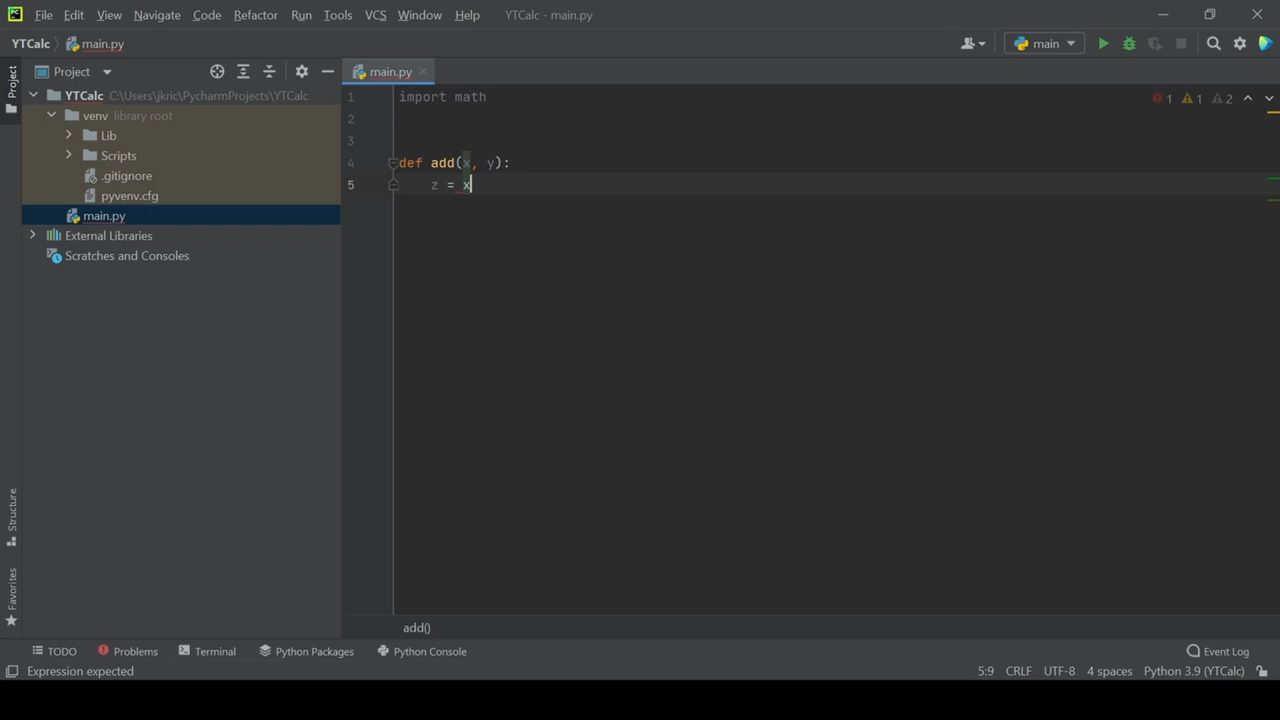 PC File Edit View Navigate Code Refactor Run Tools VCS Window Help YTCalc - main.py
YTCalc main.py main
Project
main.py
Project
YTCalc C:\Users\jkric\PycharmProjects\YTCalc
venv library root
Lib
Scripts
.gitignore
pyvenv.cfg
main.py
External Libraries
Scratches and Consoles
1 import math
1 1 2
2
3
4 def add(x, y):
5 z = x
Structure
Favorites
add()
TODO Problems Terminal Python Packages Python Console Event Log
Expression expected 5:9 CRLF UTF-8 4 spaces Python 3.9 (YTCalc)